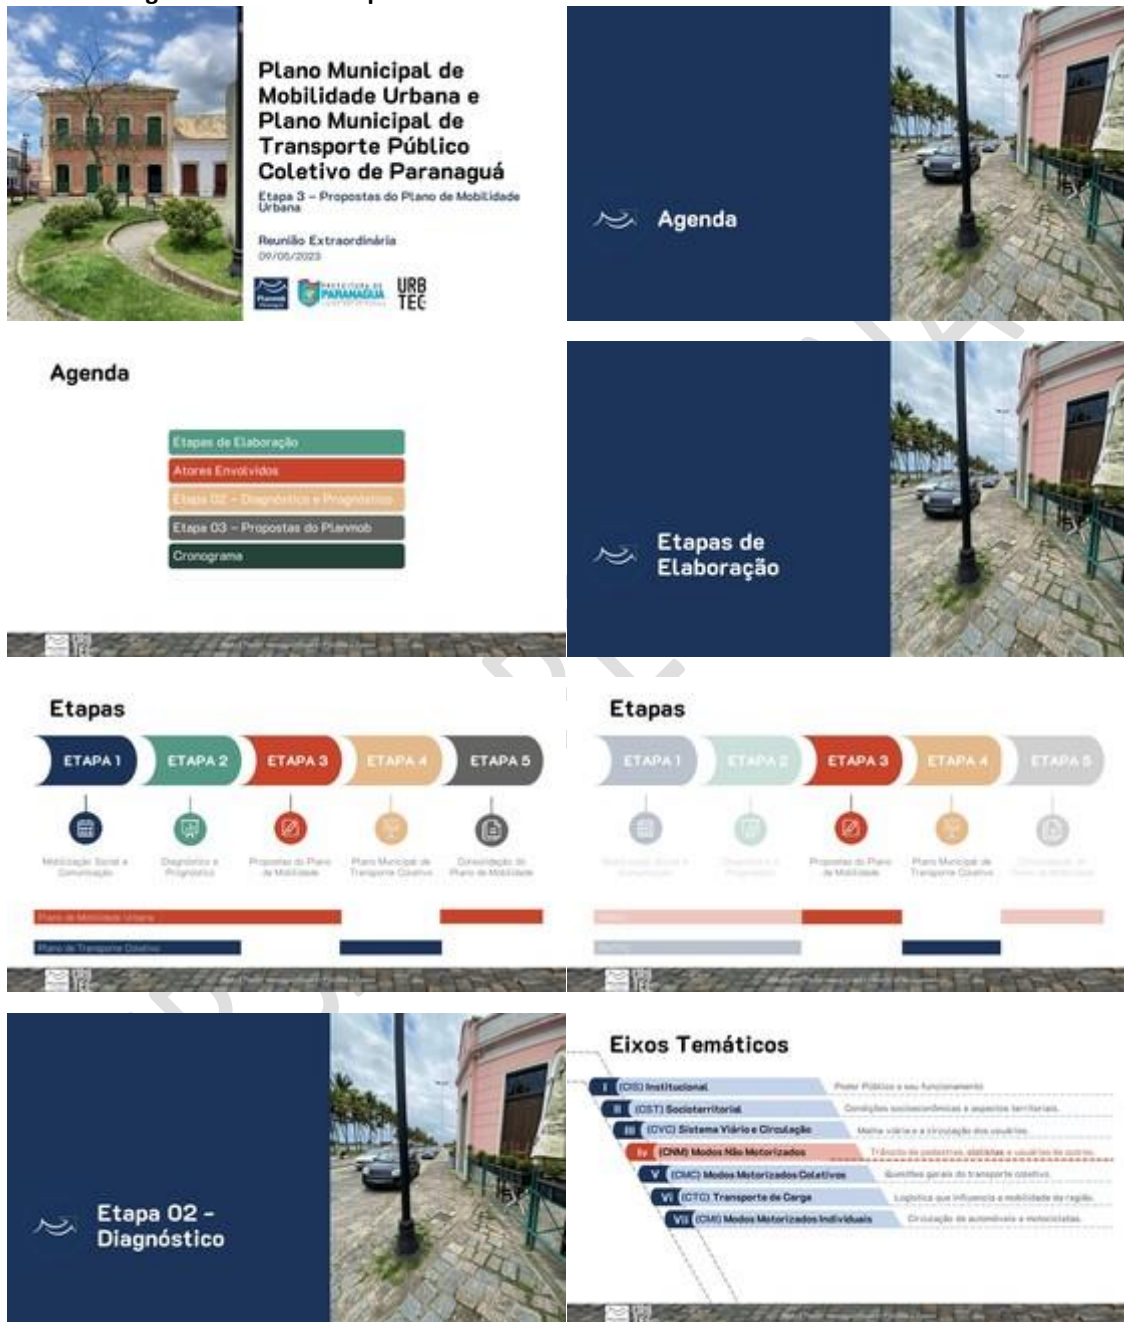 Plano Municipal de
Mobilidade Urbana e
Plano Municipal de
Transporte Público
Coletivo de Paranaguá
Etapa 3 – Propostas do Plano de Mobilidade
Urbana
Reunião Extraordinária
09/05/2023
Planmob
PREFEITURA DE
PARANAGUÁ
URB
TEC
Agenda
Agenda
Etapas de Elaboração
Atores Envolvidos
Etapa 02 – Diagnóstico e Prognóstico
Etapa 03 – Propostas do Planmob
Cronograma
Etapas de
Elaboração
Etapas
ETAPA 1
ETAPA 2
ETAPA 3
ETAPA 4
ETAPA 5
Mobilização Social e
Comunicação
Diagnóstico e
Prognóstico
Propostas do Plano
de Mobilidade
Plano Municipal de
Transporte Coletivo
Consolidação do
Plano de Mobilidade
Plano de Mobilidade Urbana
Plano de Transporte Coletivo
Etapas
ETAPA 1
ETAPA 2
ETAPA 3
ETAPA 4
ETAPA 5
Propostas do Plano
de Mobilidade
Plano Municipal de
Transporte Coletivo
Etapa 02 –
Diagnóstico
Eixos Temáticos
I (CIS) Institucional Poder Público e seu funcionamento.
II (CST) Socioterritorial Condições socioeconômicas e aspectos territoriais.
III (CVC) Sistema Viário e Circulação Malha viária e a circulação dos usuários.
IV (CNM) Modos Não Motorizados Trânsito de pedestres, ciclistas e usuários de outros.
V (CMC) Modos Motorizados Coletivos Questões gerais do transporte coletivo.
VI (CTC) Transporte de Carga Logística que influencia a mobilidade da região.
VII (CMI) Modos Motorizados Individuais Circulação de automóveis e motocicletas.